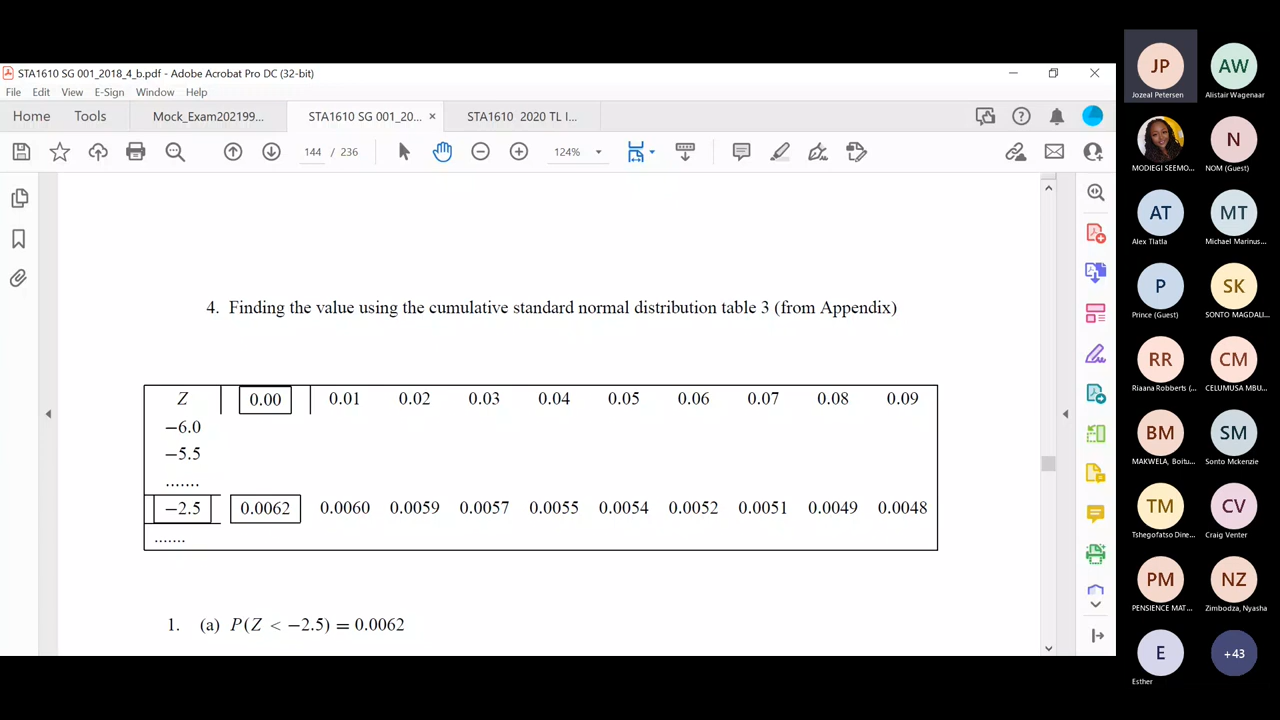 STA1610 SG 001_2018_4_b.pdf - Adobe Acrobat Pro DC (32-bit)
File Edit View E-Sign Window Help
Home Tools Mock_Exam202199... STA1610 SG 001_20... × STA1610 2020 TL I...
144 / 236 124%
4. Finding the value using the cumulative standard normal distribution table 3 (from Appendix)
Z 0.00 0.01 0.02 0.03 0.04 0.05 0.06 0.07 0.08 0.09
−6.0
−5.5
.......
−2.5 0.0062 0.0060 0.0059 0.0057 0.0055 0.0054 0.0052 0.0051 0.0049 0.0048
.......
1. (a) P(Z < −2.5) = 0.0062
JP AW
Jozeal Petersen Alistair Wagenaar
N
MODIEGI SEEMO... NOM (Guest)
AT MT
Alex Tlatla Michael Marinus...
P SK
Prince (Guest) SONTO MAGDALI...
RR CM
Riaana Robberts (... CELUMUSA MBU...
BM SM
MAKWELA, Boitu... Sonto Mckenzie
TM CV
Tshegofatso Dine... Craig Venter
PM NZ
PENSIENCE MAT... Zimbodza, Nyasha
E +43
Esther